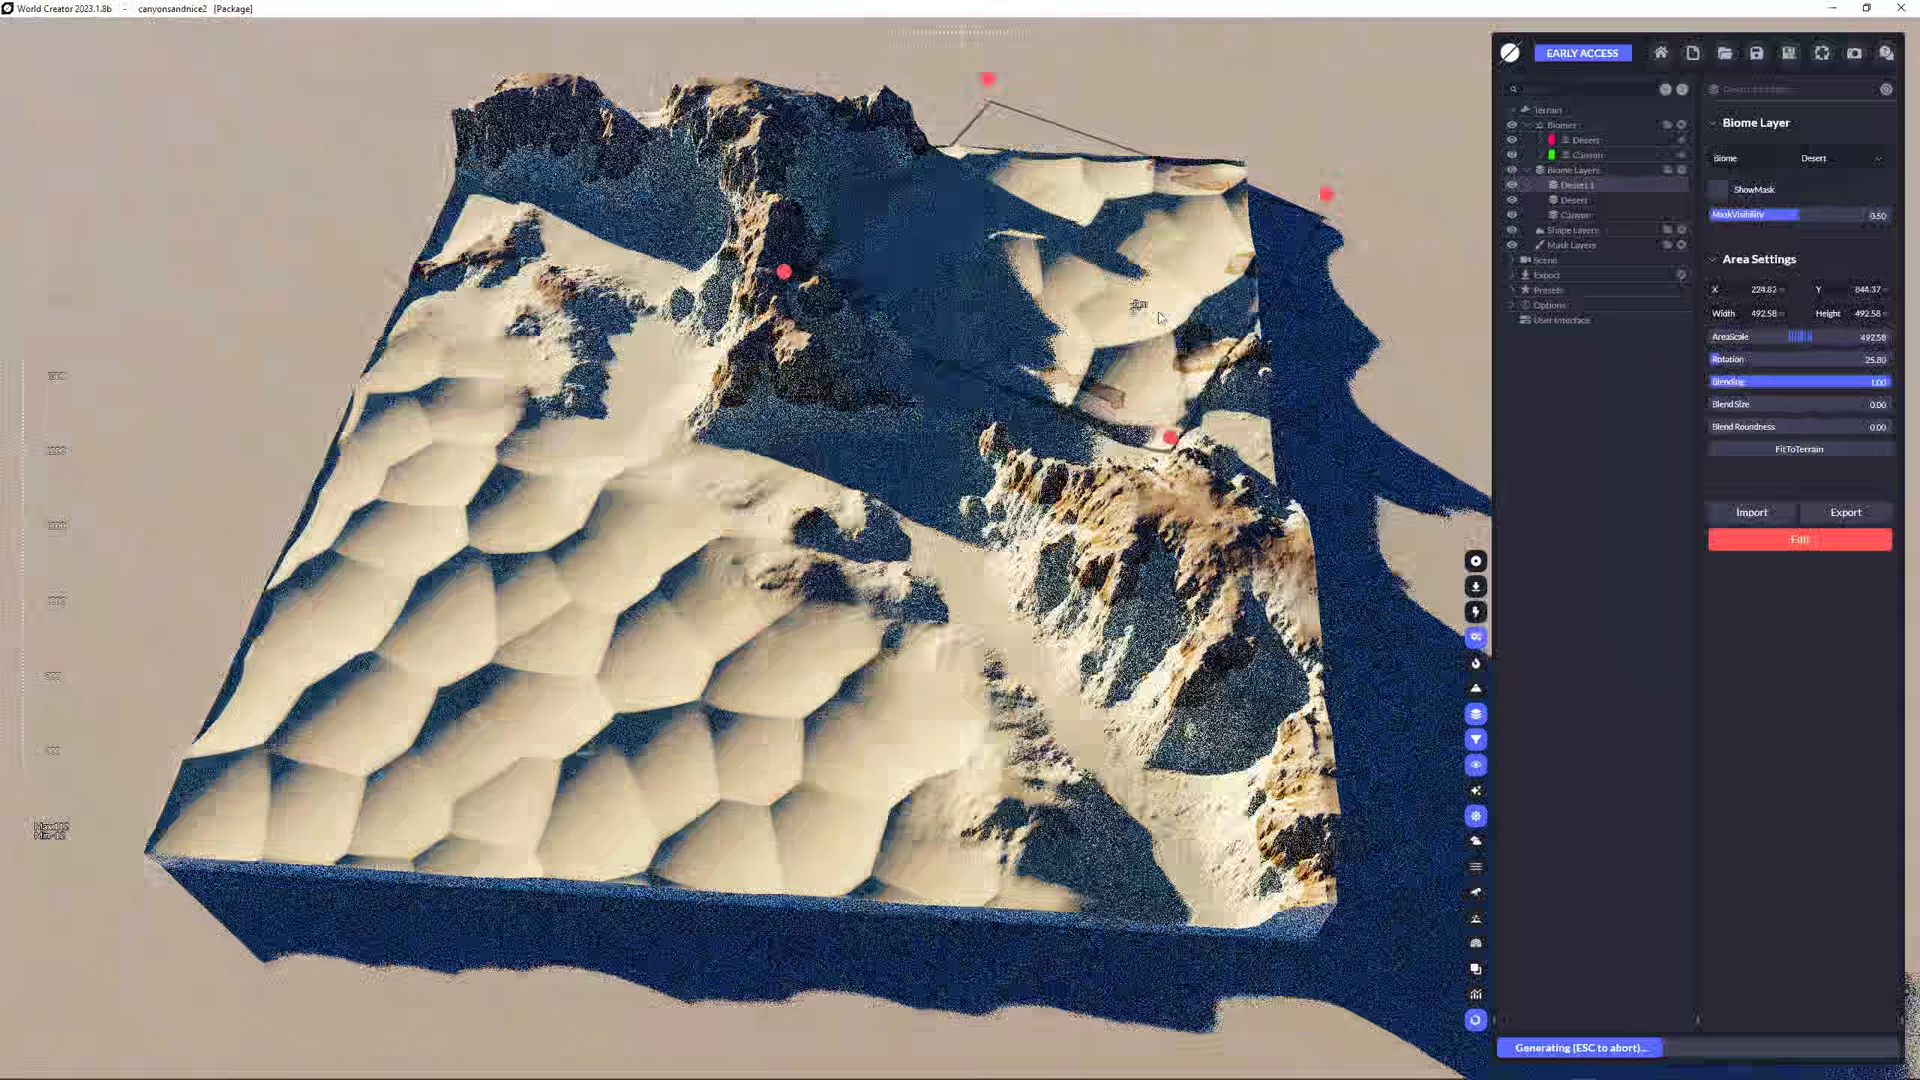 World Creator 2023.1.8b - canyonsandnice2 [Package]
EARLY ACCESS
Terrain
Biomes
Desert
Canyon
Biome Layers
Desert 1
Desert
Canyon
Shape Layers
Mask Layers
Scene
Export
Presets
Options
User Interface
Biome Layer
Biome Desert
ShowMask
MaskVisibility 0.50
Area Settings
X 224.82 Y 844.37
Width 492.58 Height 492.58
AreaScale 492.58
Rotation 25.80
Blending 1.00
Blend Size 0.00
Blend Roundness 0.00
FitToTerrain
Import Export
Edit
Generating (ESC to abort)...